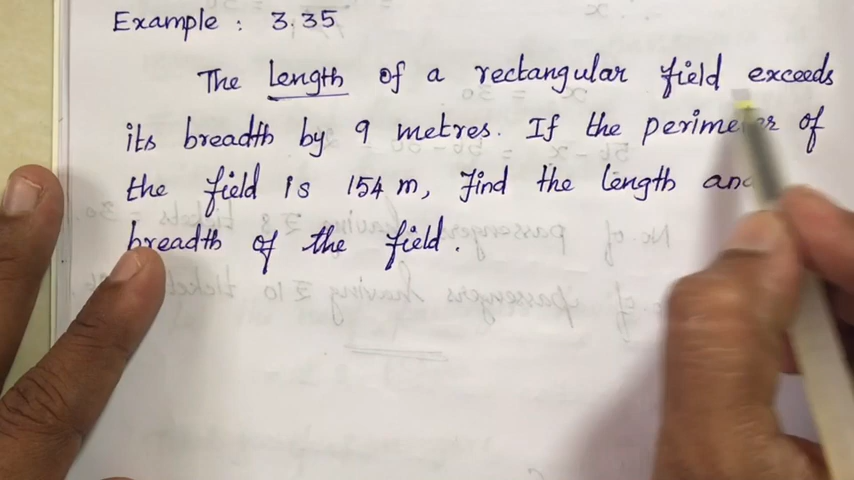 Example : 3.35
The Length of a rectangular field exceeds
its breadth by 9 metres. If the perimeter of
the field is 154 m, find the length and
breadth of the field.